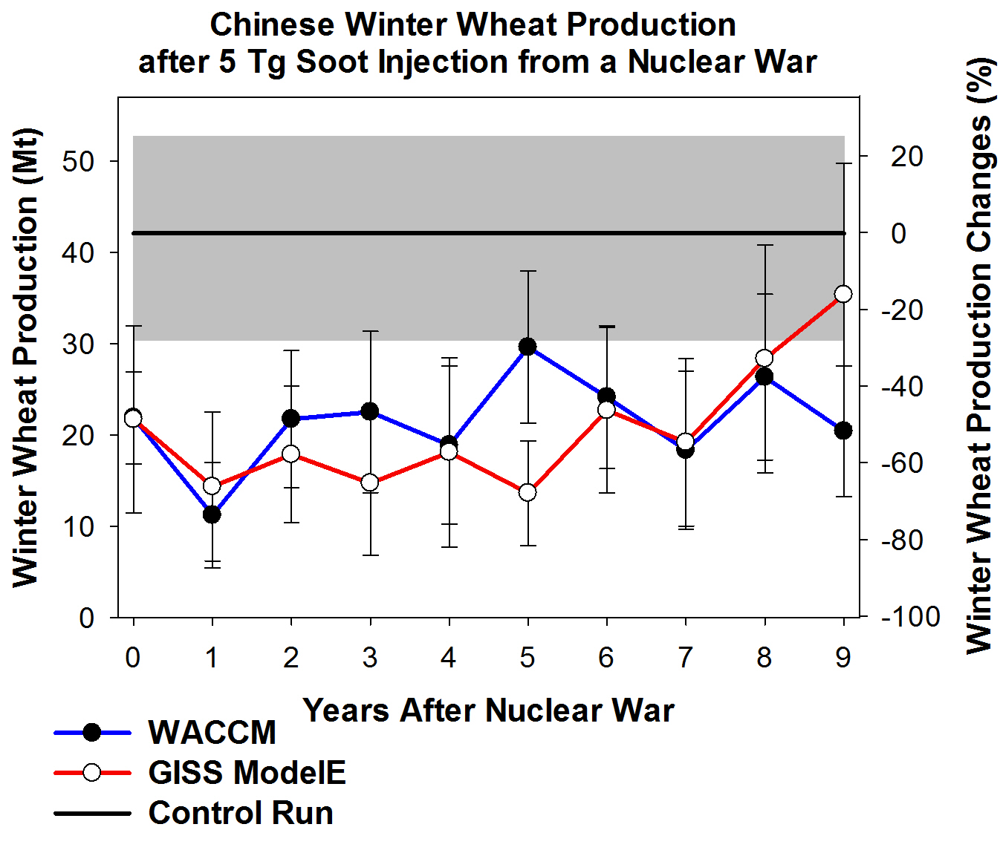 Chinese Winter Wheat Production
after 5 Tg Soot Injection from a Nuclear War
Winter Wheat Production (Mt)
50
40
30
20
10
0
20
0
-20
-40
-60
-80
-100
Winter Wheat Production Changes (%)
0 1 2 3 4 5 6 7 8 9
Years After Nuclear War
WACCM
GISS ModelE
Control Run